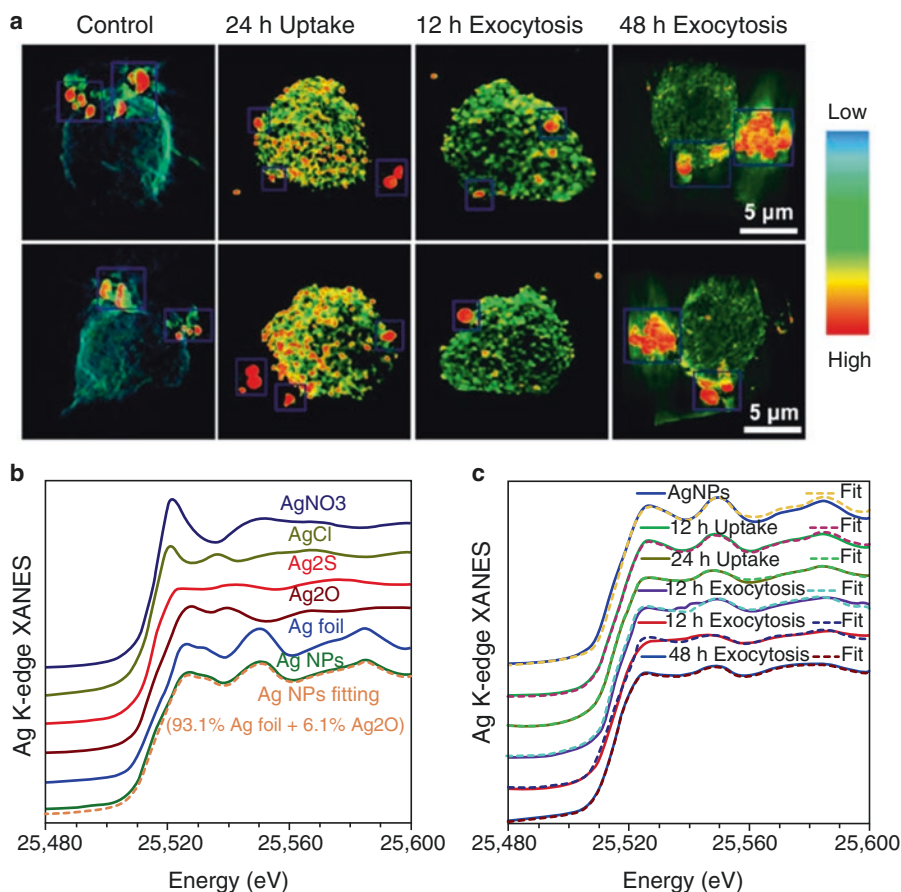 a
Control 24 h Uptake 12 h Exocytosis 48 h Exocytosis
Low
5 µm
5 µm
High
b
Ag K-edge XANES
AgNO3
AgCl
Ag2S
Ag2O
Ag foil
Ag NPs
Ag NPs fitting
(93.1% Ag foil + 6.1% Ag2O)
25,480 25,520 25,560 25,600
Energy (eV)
c
Ag K-edge XANES
AgNPs Fit
12 h Uptake Fit
24 h Uptake Fit
12 h Exocytosis Fit
12 h Exocytosis Fit
48 h Exocytosis Fit
25,480 25,520 25,560 25,600
Energy (eV)